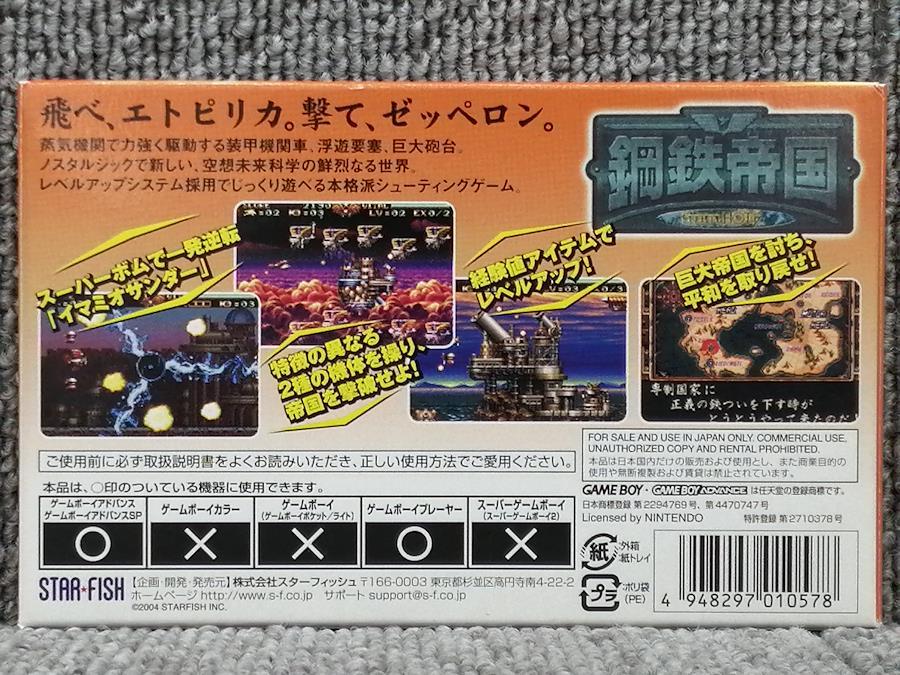 飛べ、エトピリカ。撃て、ゼッペロン。
蒸気機関で力強く駆動する装甲機関車、浮遊要塞、巨大砲台。
ノスタルジックで新しい、空想未来科学の鮮烈なる世界。
レベルアップシステム採用でじっくり遊べる本格派シューティングゲーム。
鋼鉄帝国
スーパーボムで一発逆転
「イマミオサンダー」
=02 =03 LV=02 EX0/2
特徴の異なる
2種の機体を操り、
帝国を撃破せよ!
経験値アイテムで
レベルアップ!
巨大帝国を討ち、
平和を取り戻せ!
専制国家に
正義の鉄ついを下す時が
とうとうやって来たのだ!
ご使用前に必ず取扱説明書をよくお読みいただき、正しい使用方法でご愛用ください。
FOR SALE AND USE IN JAPAN ONLY. COMMERCIAL USE,
UNAUTHORIZED COPY AND RENTAL PROHIBITED.
本品は日本国内だけの販売および使用とし、また商業目的の
使用や無断複製および賃貸は禁止されています。
本品は、○印のついている機器に使用できます。
ゲームボーイアドバンス
ゲームボーイアドバンスSP
○
ゲームボーイカラー
×
ゲームボーイ
(ゲームボーイポケット/ライト)
×
ゲームボーイプレーヤー
○
スーパーゲームボーイ
(スーパーゲームボーイ2)
×
GAME BOY・GAME BOY ADVANCE は任天堂の登録商標です。
日本商標登録 第2294769号、第4470747号
Licensed by NINTENDO 特許登録 第2710378号
STAR★FISH
【企画・開発・発売元】株式会社スターフィッシュ 〒166-0003 東京都杉並区高円寺南4-22-2
ホームページ http://www.s-f.co.jp サポート support@s-f.co.jp
©2004 STARFISH INC.
紙
:外箱
:紙トレイ
プラ
:ポリ袋
(PE)
4 948297 010578